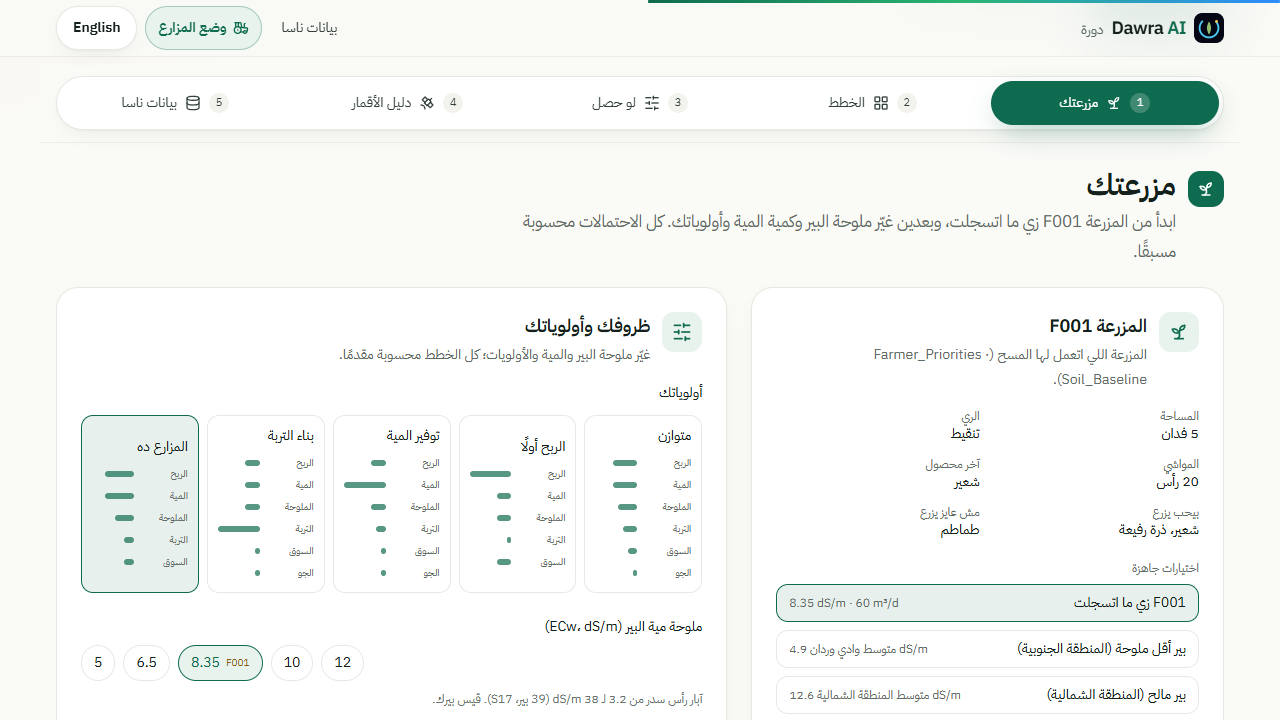 Dawra AI دورة
بيانات ناسا
وضع المزارع
English
1 مزرعتك
2 الخطط
3 لو حصل
4 دليل الأقمار
5 بيانات ناسا
مزرعتك
ابدأ من المزرعة F001 زي ما اتسجلت، وبعدين غيّر ملوحة البير وكمية المية وأولوياتك. كل الاحتمالات محسوبة
مسبقًا.
المزرعة F001
المزرعة اللي اتعمل لها المسح (Farmer_Priorities ·
Soil_Baseline).
المساحة
5 فدان
الري
تنقيط
المواشي
20 رأس
آخر محصول
شعير
بيحب يزرع
شعير، ذرة رفيعة
مش عايز يزرع
طماطم
اختيارات جاهزة
F001 زي ما اتسجلت
8.35 dS/m · 60 m³/d
بير أقل ملوحة (المنطقة الجنوبية)
4.9 متوسط وادي وردان dS/m
بير مالح (المنطقة الشمالية)
12.6 متوسط المنطقة الشمالية dS/m
ظروفك وأولوياتك
غيّر ملوحة البير والمية والأولويات؛ كل الخطط محسوبة مقدمًا.
أولوياتك
متوازن
الربح
المية
الملوحة
التربة
السوق
الجو
الربح أولًا
الربح
المية
الملوحة
التربة
السوق
توفير المية
الربح
المية
الملوحة
التربة
السوق
الجو
بناء التربة
الربح
المية
الملوحة
التربة
السوق
الجو
المزارع ده
الربح
المية
الملوحة
التربة
السوق
ملوحة مية البير (ECw، dS/m)
5
6.5
8.35 F001
10
12
آبار رأس سدر من 3.2 لـ 38 dS/m (39 بير، S17). قيس بيرك.